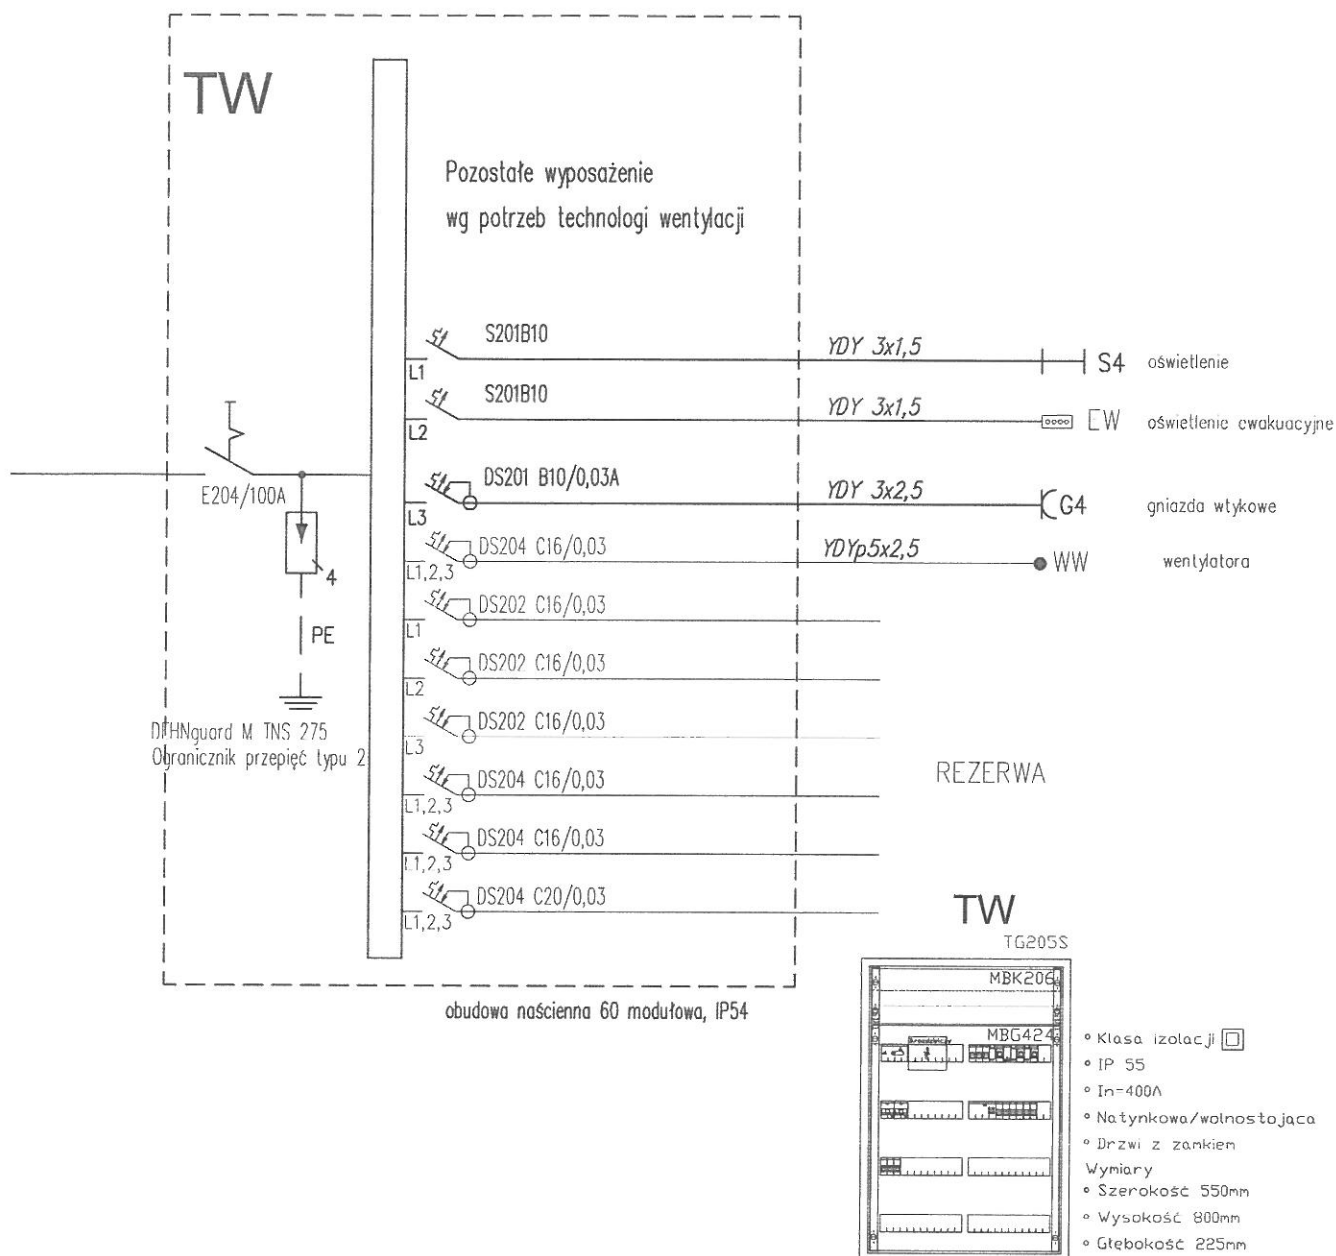 TW
Pozostałe wyposażenie
wg potrzeb technologi wentylacji
S201B10
YDY 3x1,5
S4 oświetlenie
L1
S201B10
YDY 3x1,5
EW oświetlenie ewakuacyjne
L2
E204/100A
DS201 B10/0,03A
YDY 3x2,5
G4 gniazda wtykowe
L3
DS204 C16/0,03
YDYp5x2,5
WW wentylatora
L1,2,3
4
DS202 C16/0,03
L1
PE
DS202 C16/0,03
L2
DEHNguard M TNS 275
Ogranicznik przepięć typu 2
DS202 C16/0,03
L3
REZERWA
DS204 C16/0,03
L1,2,3
DS204 C16/0,03
L1,2,3
DS204 C20/0,03
L1,2,3
obudowa naścienna 60 modułowa, IP54
TW
TG205S
MBK206
MBG424
° Klasa izolacji
° IP 55
° In=400A
° Natynkowa/wolnostojąca
° Drzwi z zamkiem
Wymiary
° Szerokość 550mm
° Wysokość 800mm
° Głębokość 225mm